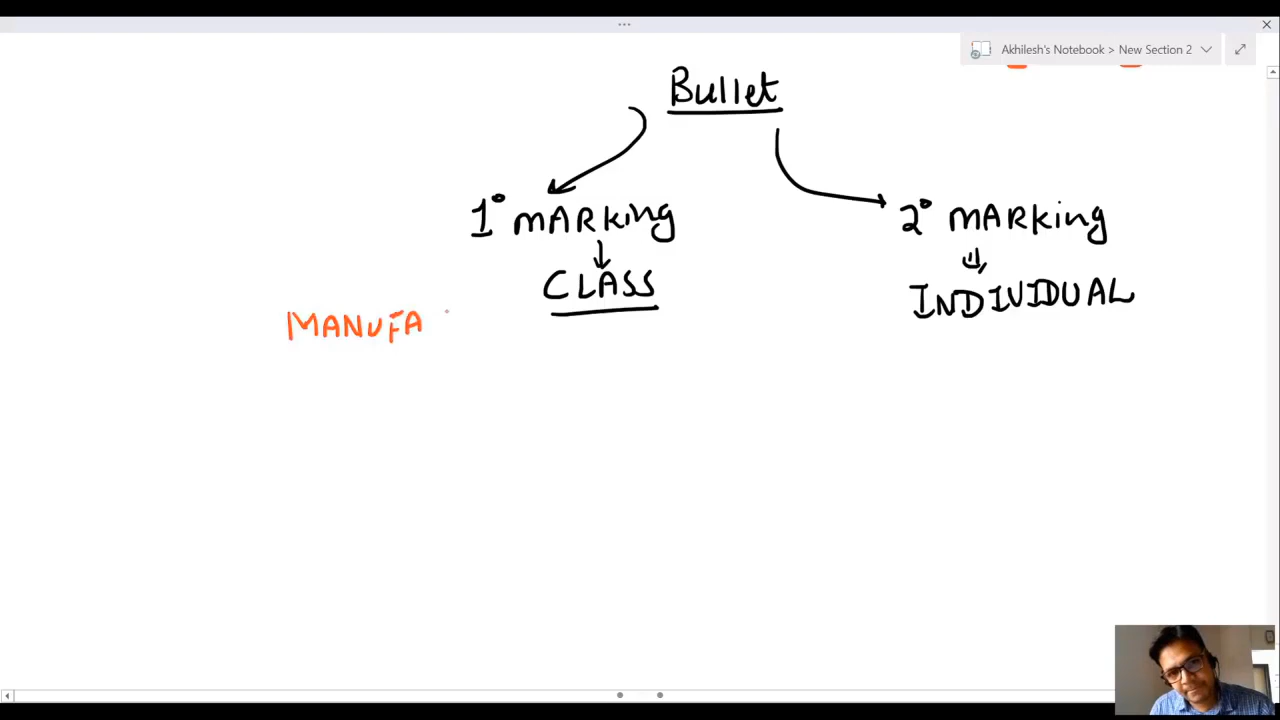 Akhilesh's Notebook > New Section 2
Bullet
1° MARking
2° MARking
CLASS
INDIVIDUAL
MANUFA